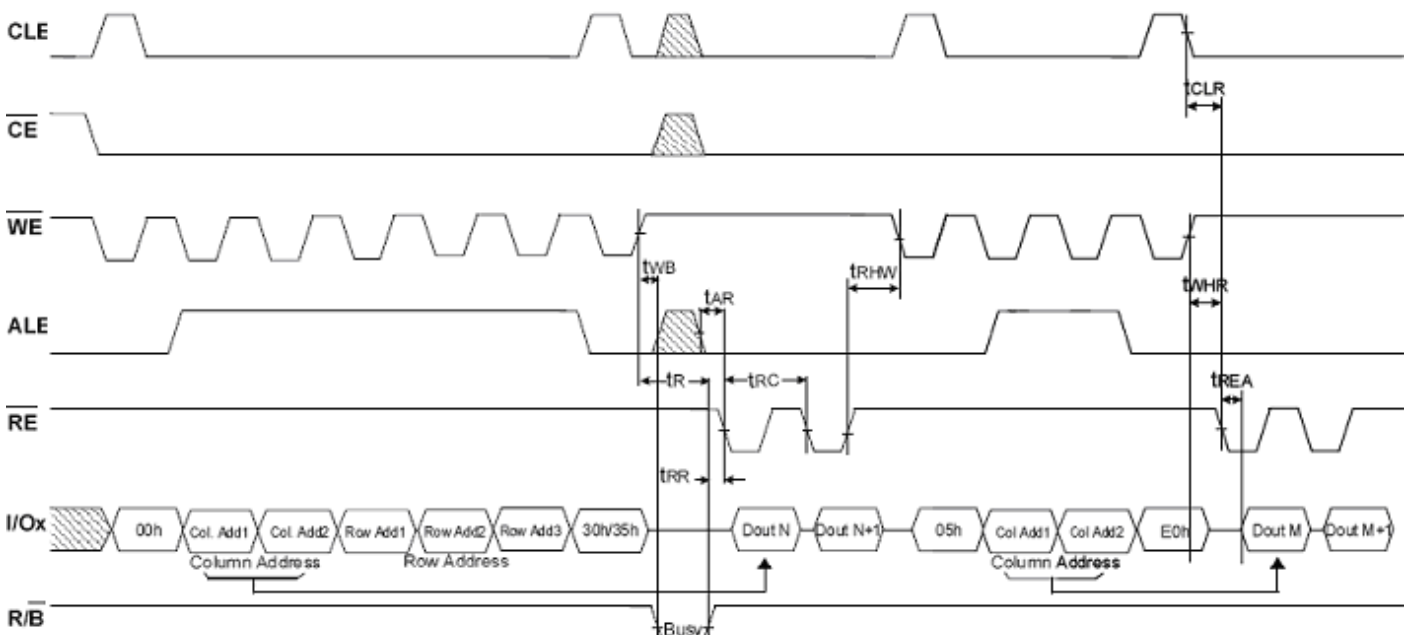 CLE
tCLR
CE
WE
tWB
tRHW
tWHR
tAR
ALE
tR
tRC
tREA
RE
tRR
I/Ox
00h Col. Add1 Col. Add2 Row Add1 Row Add2 Row Add3 30h/35h Dout N Dout N+1 05h Col Add1 Col Add2 E0h Dout M Dout M+1
Column Address Row Address Column Address
R/B
Busy